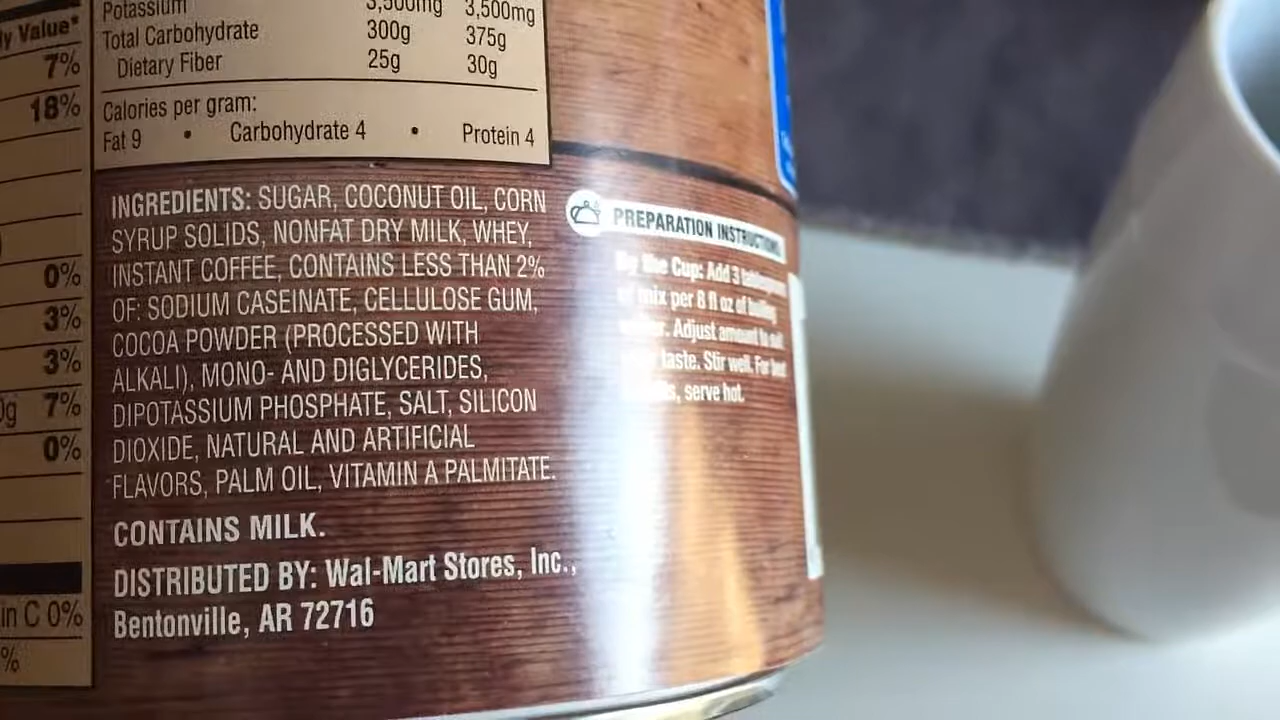 y Value*
7%
18%
0%
3%
3%
0g 7%
0%
in C 0%
%
Potassium 3,500mg 3,500mg
Total Carbohydrate 300g 375g
Dietary Fiber 25g 30g
Calories per gram:
Fat 9 • Carbohydrate 4 • Protein 4
INGREDIENTS: SUGAR, COCONUT OIL, CORN
SYRUP SOLIDS, NONFAT DRY MILK, WHEY,
INSTANT COFFEE, CONTAINS LESS THAN 2%
OF: SODIUM CASEINATE, CELLULOSE GUM,
COCOA POWDER (PROCESSED WITH
ALKALI), MONO- AND DIGLYCERIDES,
DIPOTASSIUM PHOSPHATE, SALT, SILICON
DIOXIDE, NATURAL AND ARTIFICIAL
FLAVORS, PALM OIL, VITAMIN A PALMITATE.
CONTAINS MILK.
DISTRIBUTED BY: Wal-Mart Stores, Inc.,
Bentonville, AR 72716
PREPARATION INSTRUCTIONS
By the Cup: Add 3
of mix per 8 fl oz of boiling
Adjust amount to
taste. Stir well. For best
serve hot.